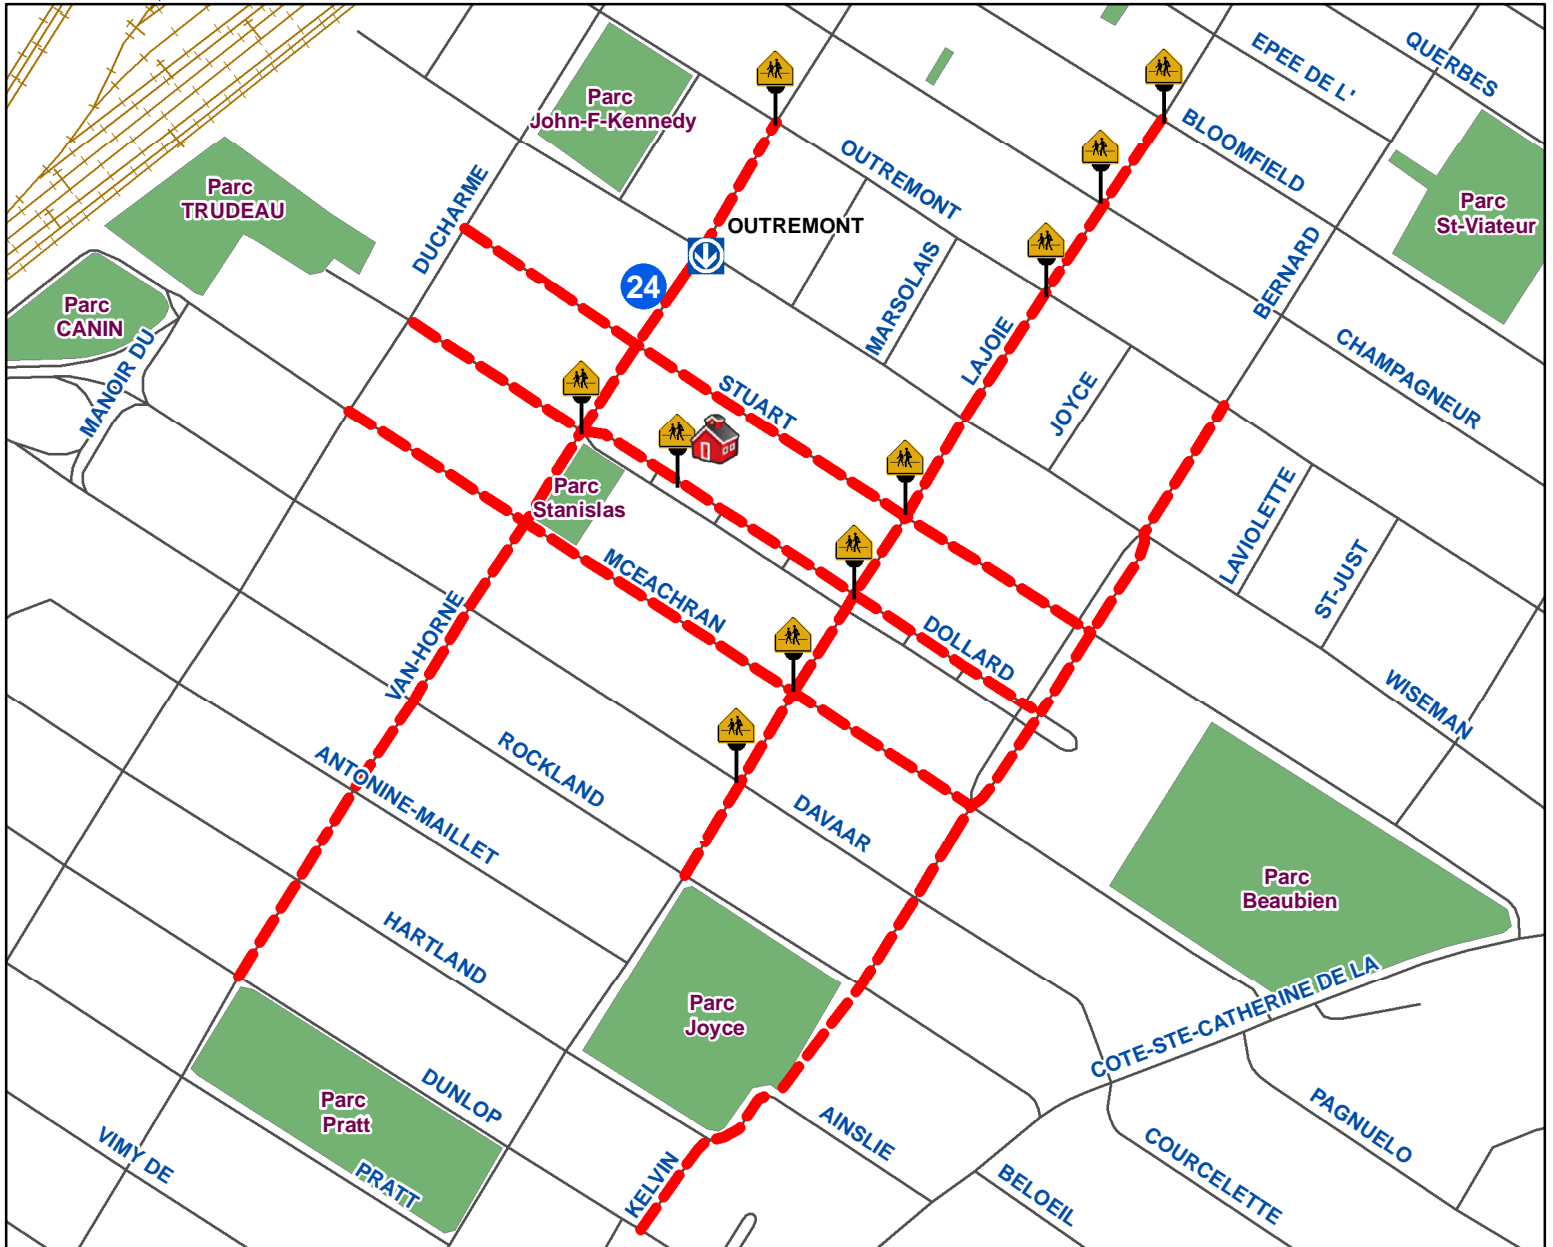 QUERBES
EPEE DE L'
Parc
John-F-Kennedy
BLOOMFIELD
OUTREMONT
Parc
TRUDEAU
DUCHARME
Parc
St-Viateur
OUTREMONT
MARSOLAIS
BERNARD
24
Parc
CANIN
MANOIR DU
LAJOIE
CHAMPAGNEUR
STUART
JOYCE
Parc
Stanislas
LAVIOLETTE
ST-JUST
MCEACHRAN
VAN-HORNE
DOLLARD
WISEMAN
ROCKLAND
ANTONINE-MAILLET
DAVAAR
Parc
Beaubien
HARTLAND
Parc
Joyce
COTE-STE-CATHERINE DE LA
DUNLOP
Parc
Pratt
AINSLIE
PAGNUELO
VIMY DE
PRATT
KELVIN
BELOEIL
COURCELETTE